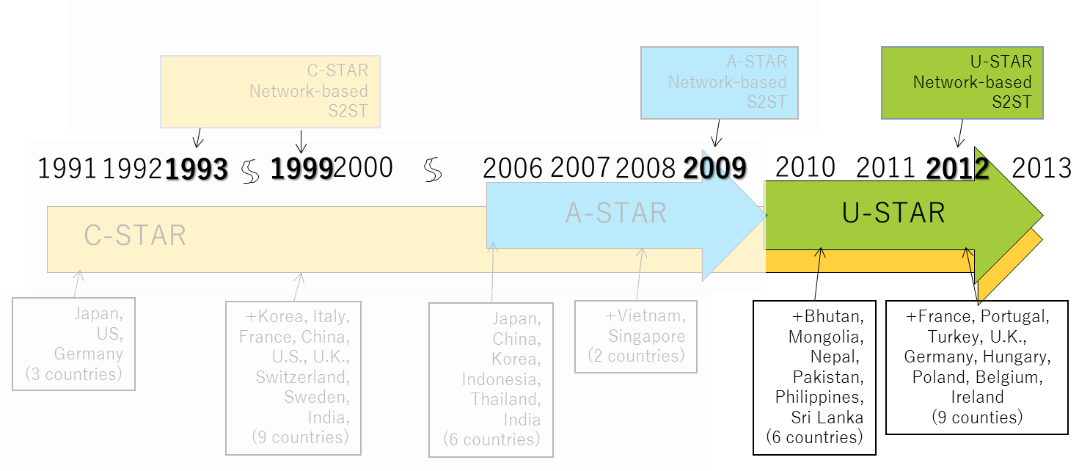 C-STAR
Network-based
S2ST
A-STAR
Network-based
S2ST
U-STAR
Network-based
S2ST
1991 1992 1993 1999 2000 2006 2007 2008 2009 2010 2011 2012 2013
C-STAR
A-STAR
U-STAR
Japan,
US,
Germany
(3 countries)
+Korea, Italy,
France, China,
U.S., U.K.,
Switzerland,
Sweden,
India,
(9 countries)
Japan,
China,
Korea,
Indonesia,
Thailand,
India
(6 countries)
+Vietnam,
Singapore
(2 countries)
+Bhutan,
Mongolia,
Nepal,
Pakistan,
Philippines,
Sri Lanka
(6 countries)
+France, Portugal,
Turkey, U.K.,
Germany, Hungary,
Poland, Belgium,
Ireland
(9 counties)